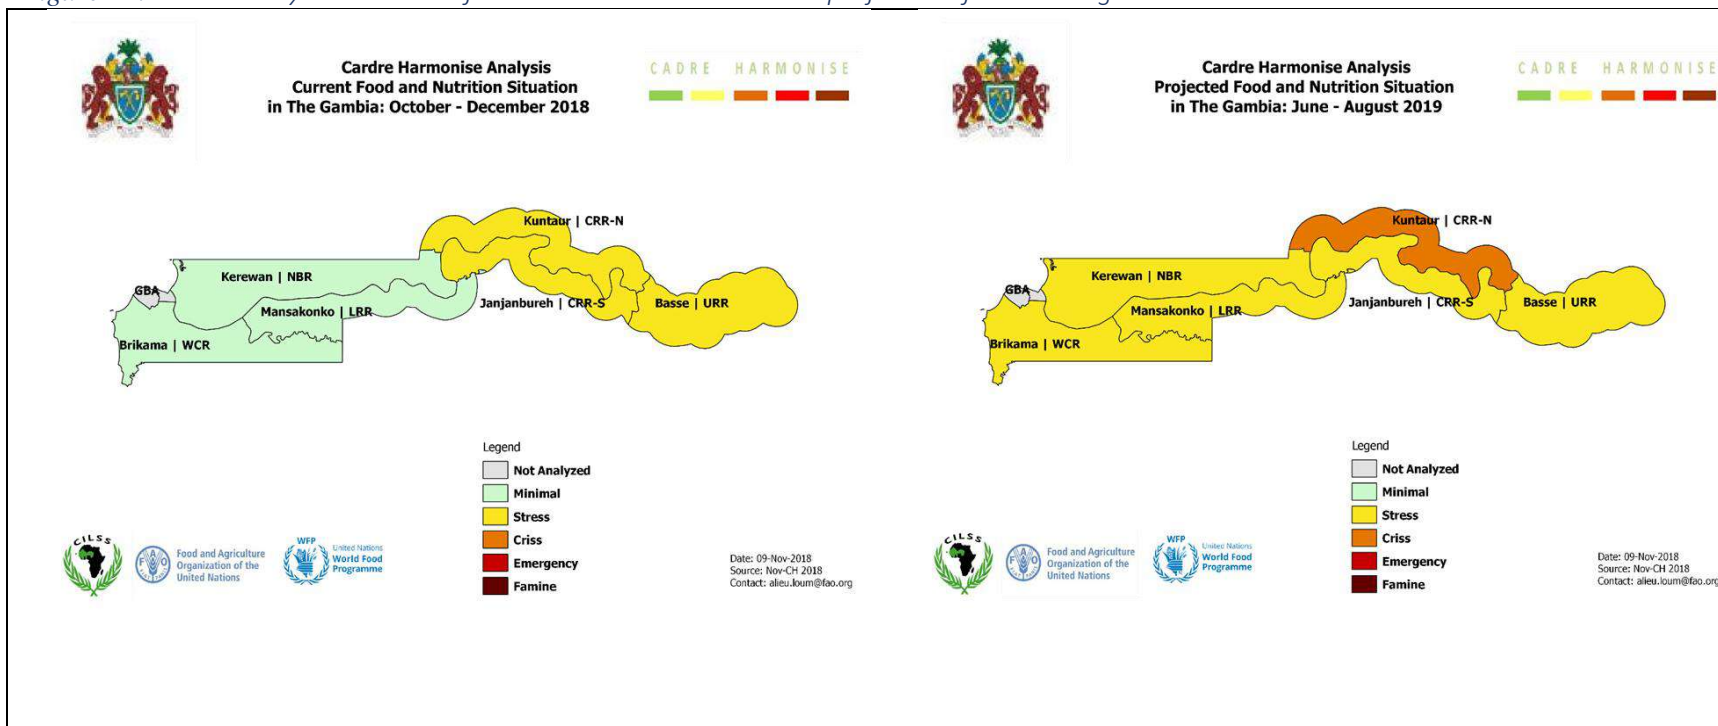 Cardre Harmonise Analysis
Current Food and Nutrition Situation
in The Gambia: October - December 2018
CADRE HARMONISE
Kuntaur | CRR-N
Kerewan | NBR
GBA
Mansakonko | LRR
Janjanbureh | CRR-S
Basse | URR
Brikama | WCR
Legend
Not Analyzed
Minimal
Stress
Criss
Emergency
Famine
CILSS
FAO
Food and Agriculture
Organization of the
United Nations
WFP
United Nations
World Food
Programme
Date: 09-Nov-2018
Source: Nov-CH 2018
Contact: alieu.loum@fao.org
Cardre Harmonise Analysis
Projected Food and Nutrition Situation
in The Gambia: June - August 2019
CADRE HARMONISE
Kuntaur | CRR-N
Kerewan | NBR
GBA
Mansakonko | LRR
Janjanbureh | CRR-S
Basse | URR
Brikama | WCR
Legend
Not Analyzed
Minimal
Stress
Criss
Emergency
Famine
CILSS
FAO
Food and Agriculture
Organization of the
United Nations
WFP
United Nations
World Food
Programme
Date: 09-Nov-2018
Source: Nov-CH 2018
Contact: alieu.loum@fao.org